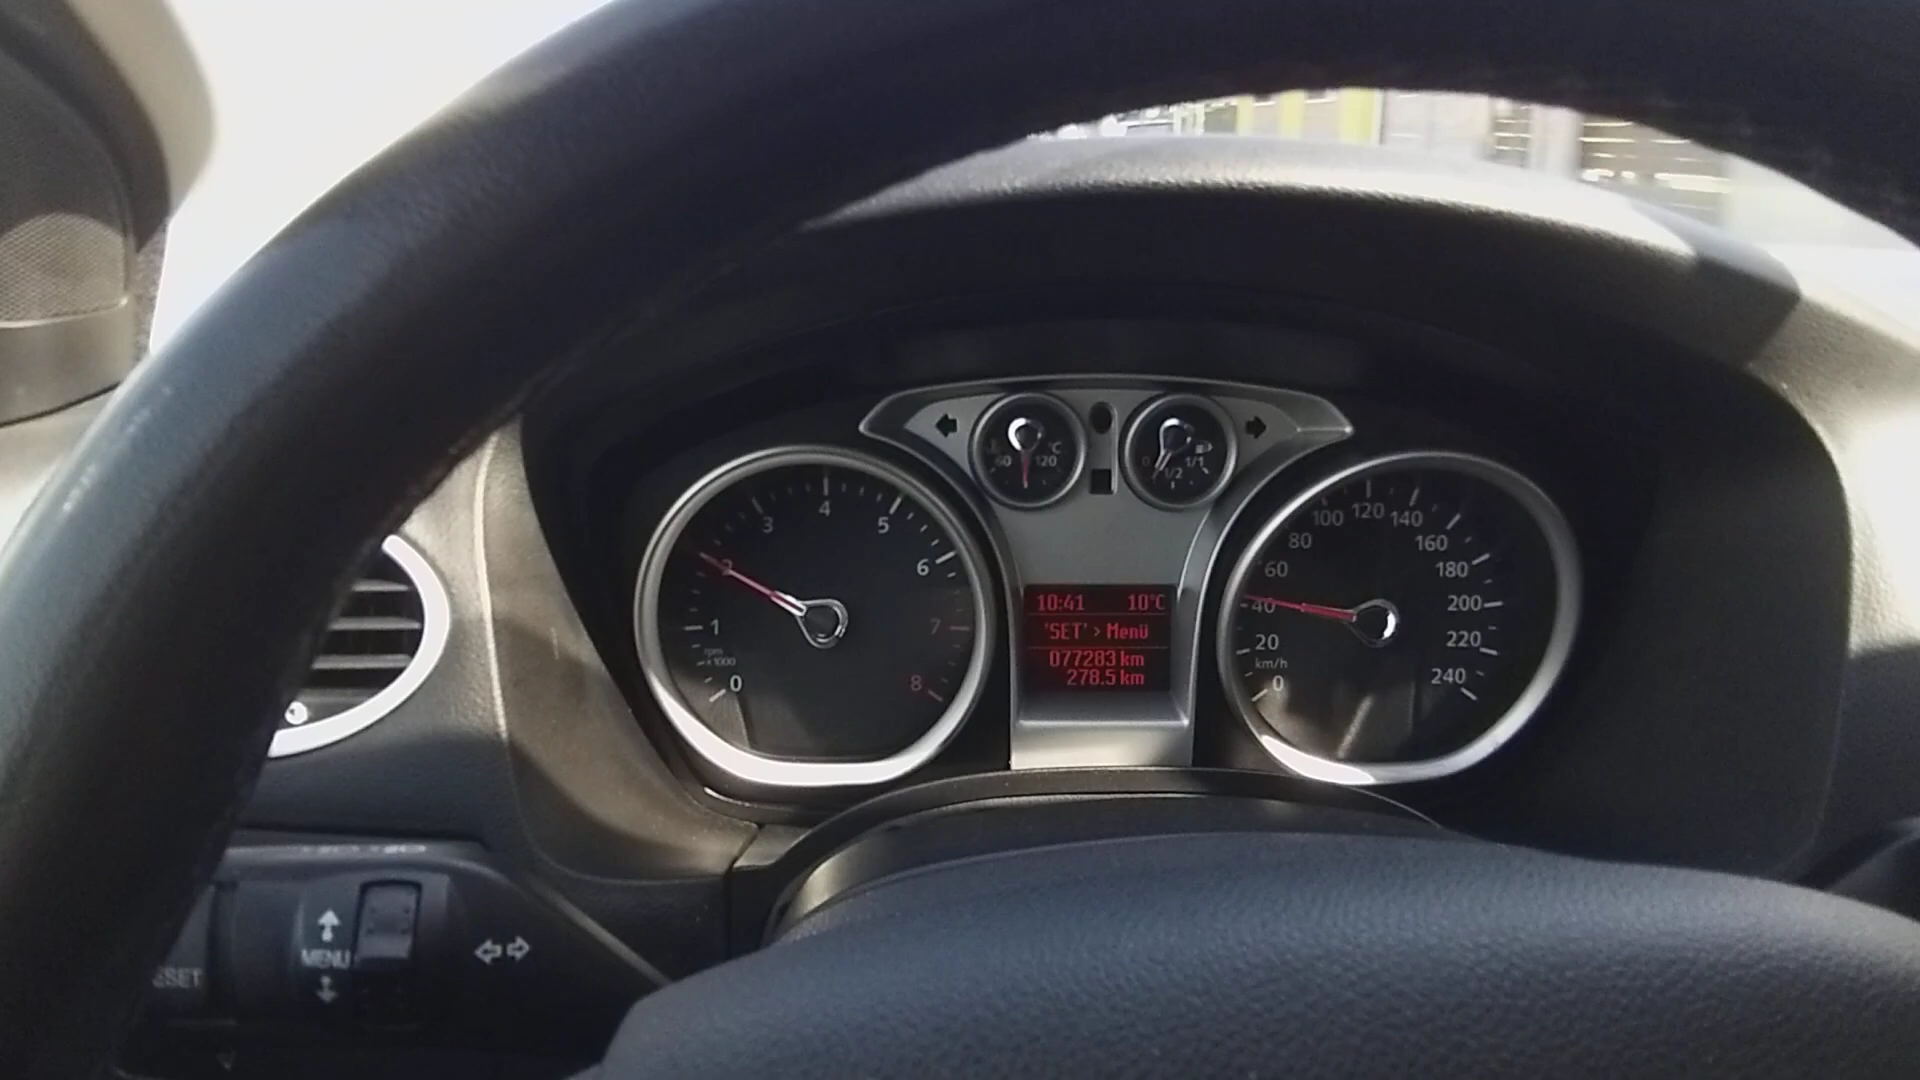 60 120 °C
0 1/2 1/1
0 1 2 3 4 5 6 7 8
rpm
x1000
10:41 10°C
'SET' > Menü
077283 km
278.5 km
0 20 40 60 80 100 120 140 160 180 200 220 240
km/h
MENU
ESET